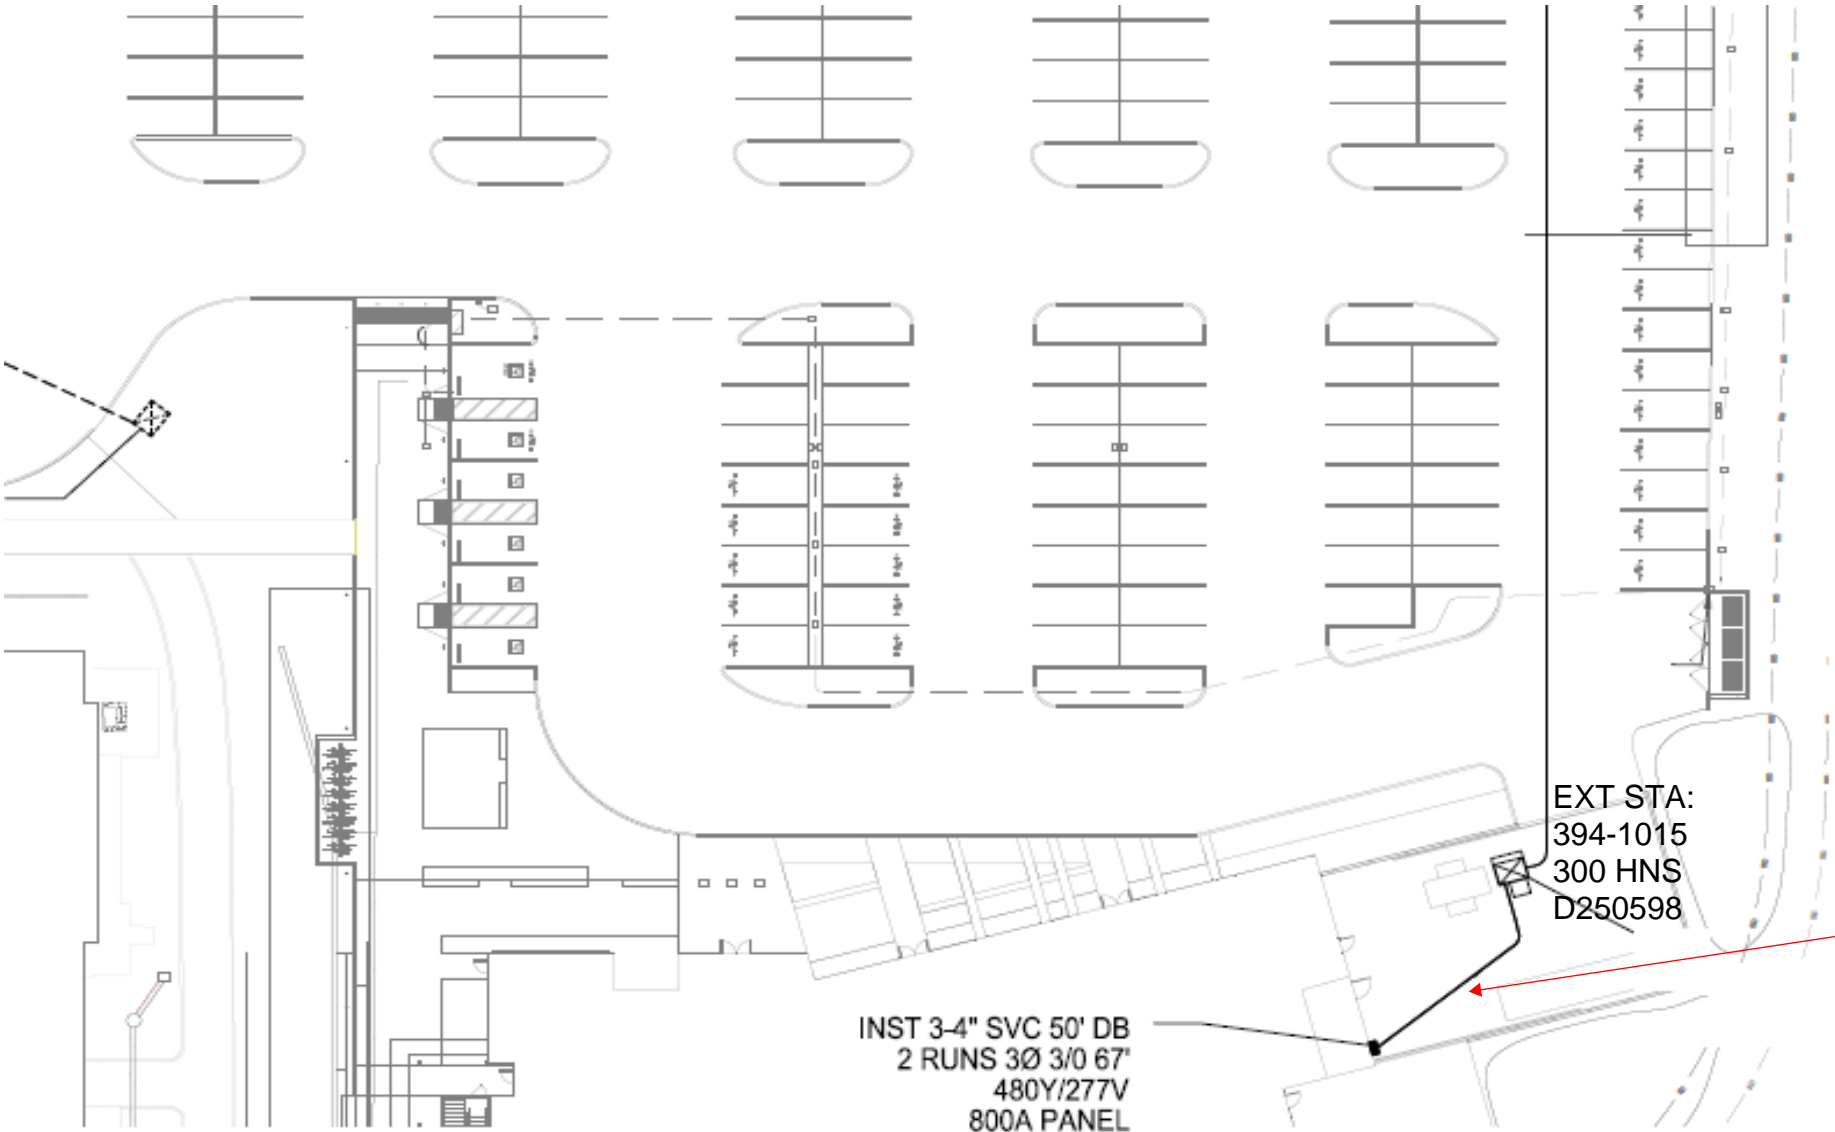 EXT STA:
394-1015
300 HNS
D250598
INST 3-4" SVC 50' DB
2 RUNS 3Ø 3/0 67'
480Y/277V
800A PANEL